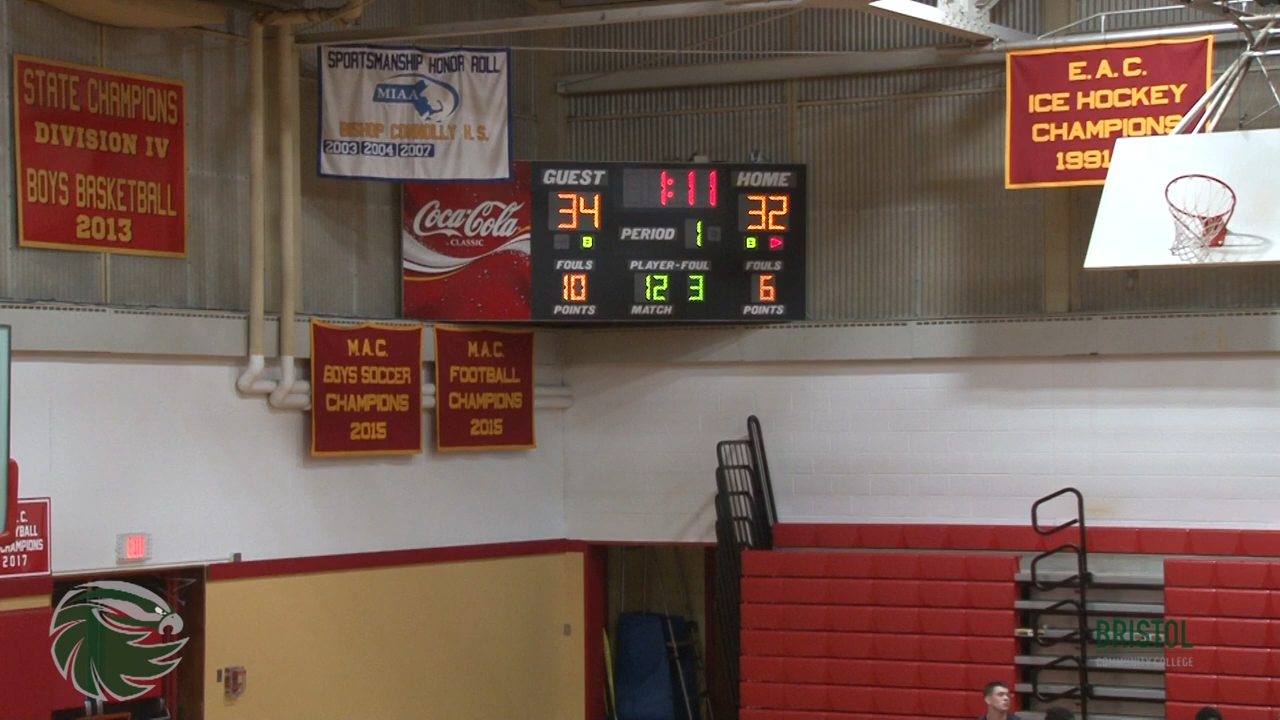 STATE CHAMPIONS
DIVISION IV
BOYS BASKETBALL
2013
SPORTSMANSHIP HONOR ROLL
MIAA
BISHOP CONNOLLY H.S.
2003 2004 2007
E.A.C.
ICE HOCKEY
CHAMPIONS
1991
Coca-Cola
CLASSIC
GUEST 1:11 HOME
34 32
PERIOD 1
B B
FOULS PLAYER-FOUL FOULS
10 12 3 6
POINTS MATCH POINTS
M.A.C.
BOYS SOCCER
CHAMPIONS
2015
M.A.C.
FOOTBALL
CHAMPIONS
2015
.C.
YBALL
CHAMPIONS
2017
EXIT
BRISTOL
COMMUNITY COLLEGE